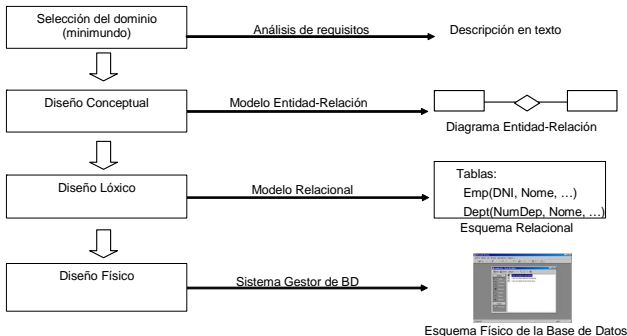 Selección del dominio
(minimundo)
Análisis de requisitos
Descripción en texto
Diseño Conceptual
Modelo Entidad-Relación
Diagrama Entidad-Relación
Diseño Lóxico
Modelo Relacional
Tablas:
Emp(DNI, Nome, ...)
Dept(NumDep, Nome, ...)
Esquema Relacional
Diseño Físico
Sistema Gestor de BD
Esquema Físico de la Base de Datos